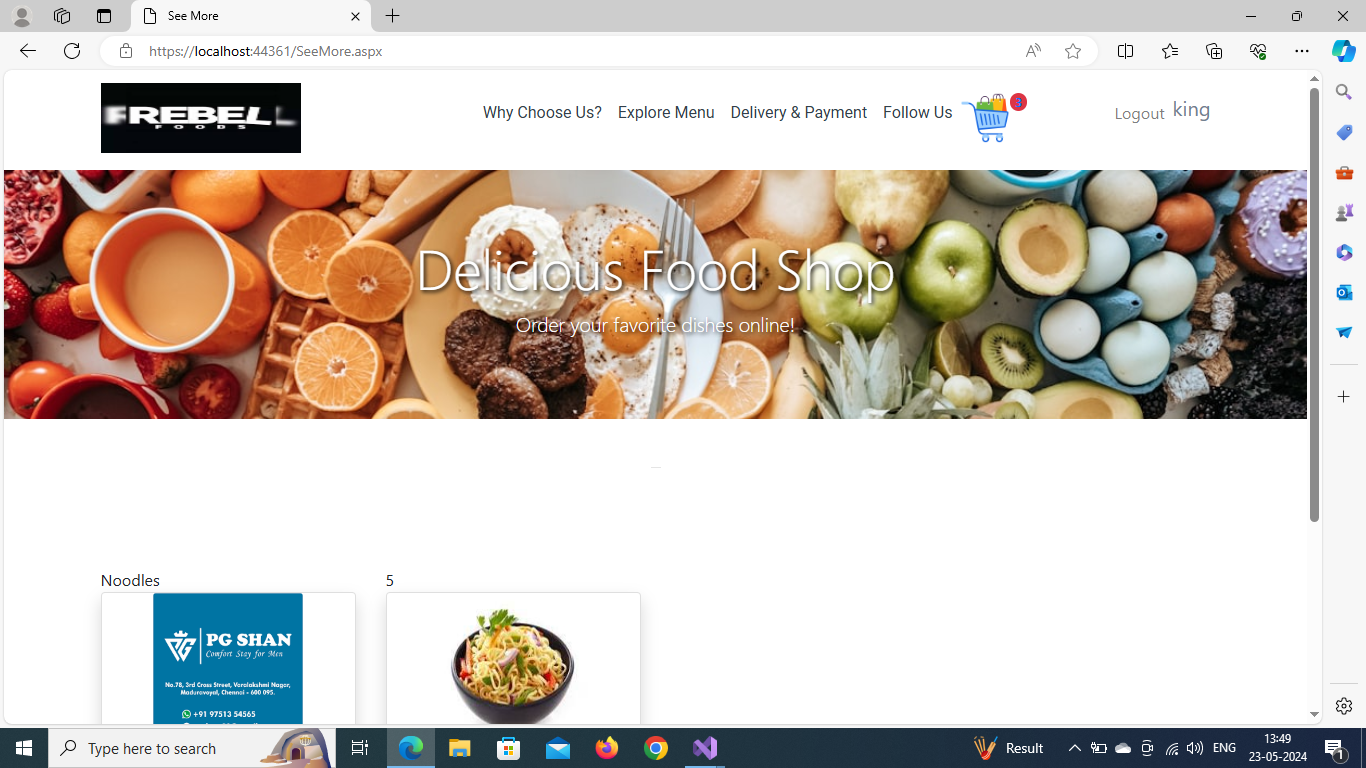 See More
https://localhost:44361/SeeMore.aspx
FREBELL
FOODS
Why Choose Us? Explore Menu Delivery & Payment Follow Us 3 Logout king
Delicious Food Shop
Order your favorite dishes online!
Noodles 5
PG SHAN
Comfort Stay for Men
No.78, 3rd Cross Street, Varalakshmi Nagar,
Maduravoyal, Chennai - 600 095.
+91 97513 54565
Type here to search Result ENG 13:49
23-05-2024
1